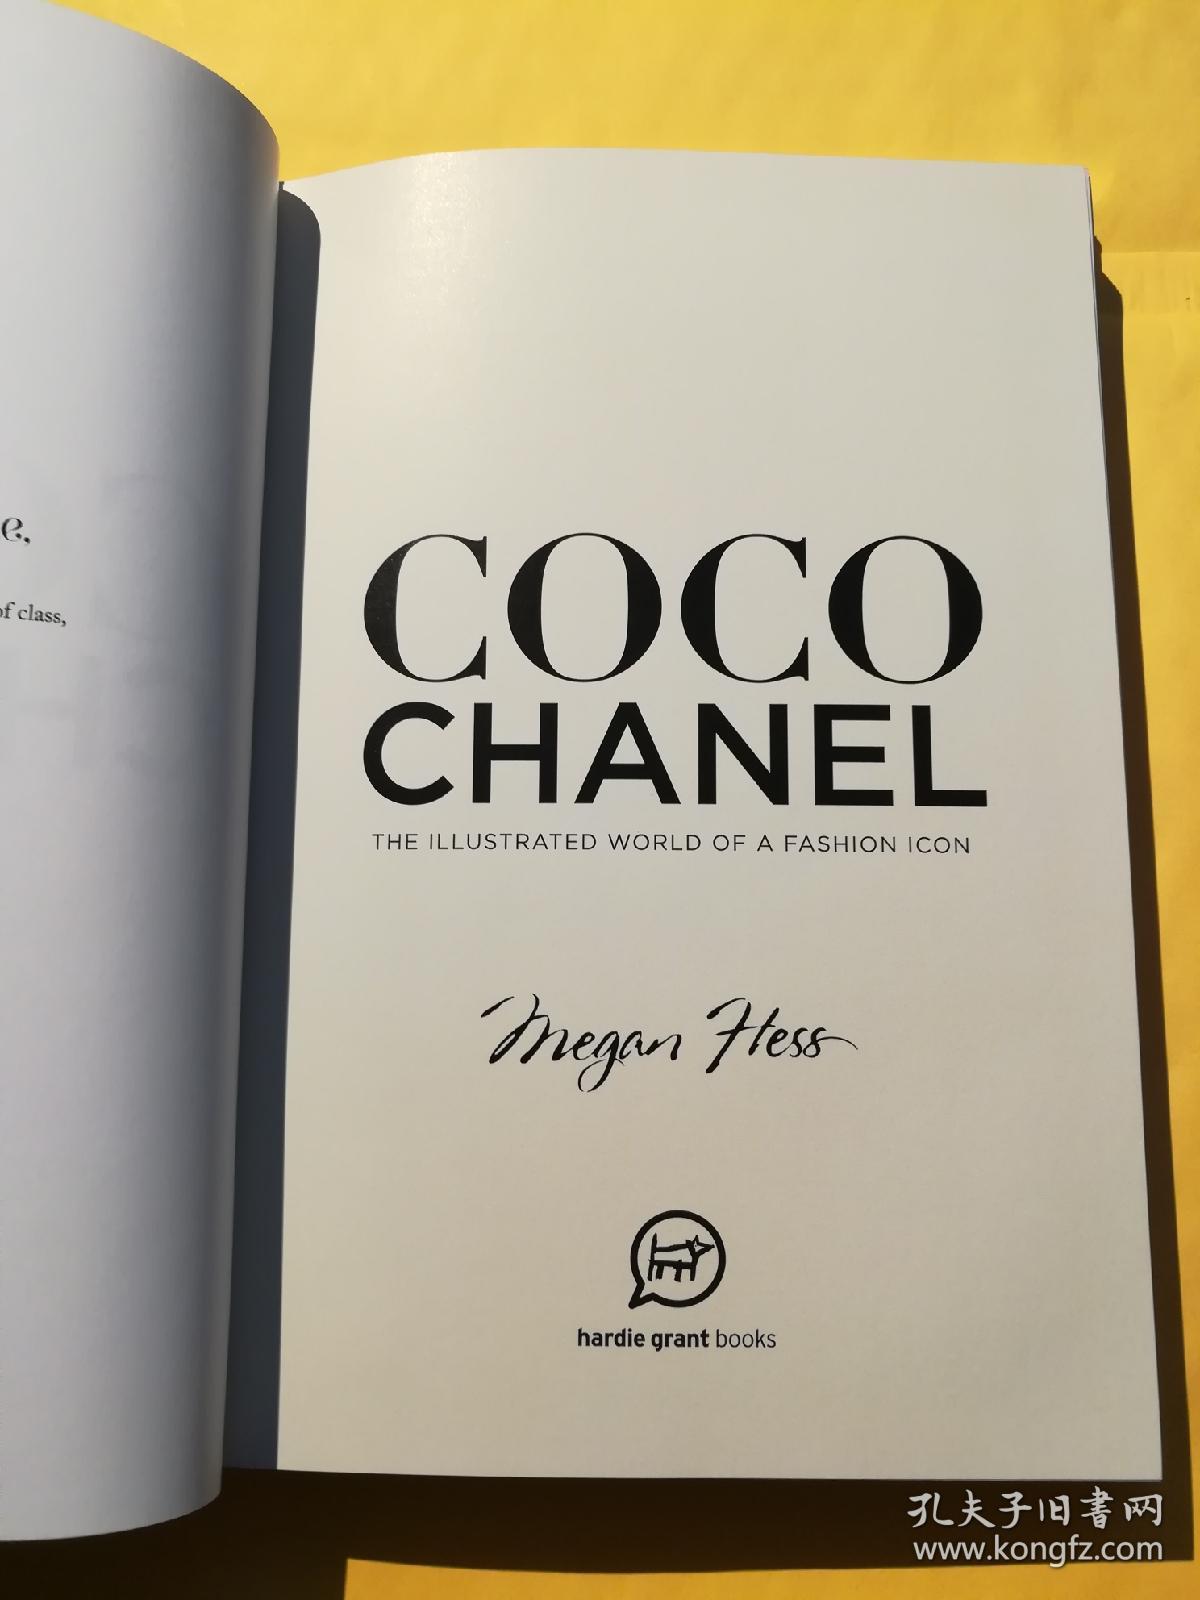 e,
of class,
COCO
CHANEL
THE ILLUSTRATED WORLD OF A FASHION ICON
Megan Hess
hardie grant books
孔夫子旧书网
www.kongfz.com